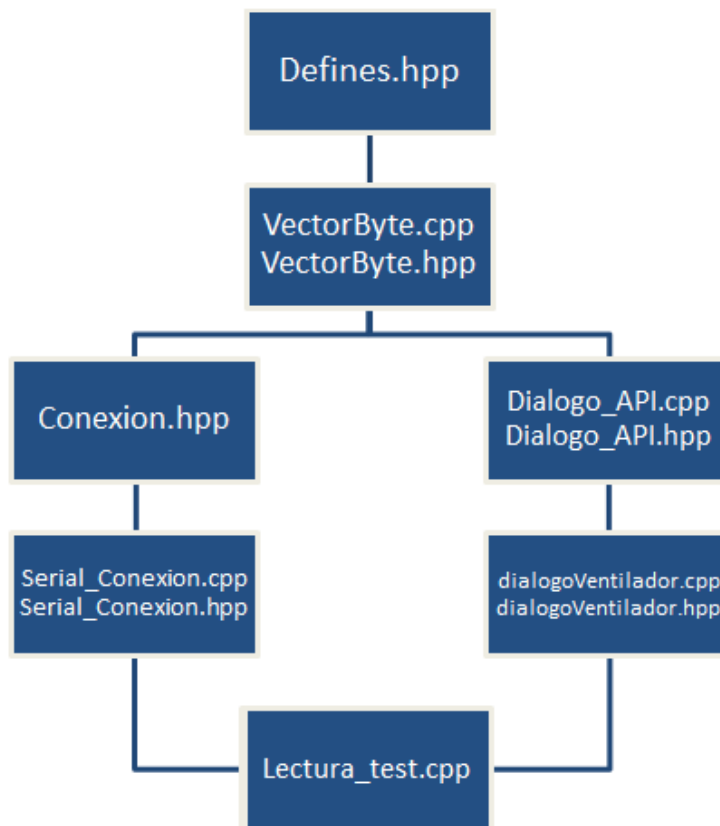 Defines.hpp
VectorByte.cpp
VectorByte.hpp
Conexion.hpp
Dialogo_API.cpp
Dialogo_API.hpp
Serial_Conexion.cpp
Serial_Conexion.hpp
dialogoVentilador.cpp
dialogoVentilador.hpp
Lectura_test.cpp